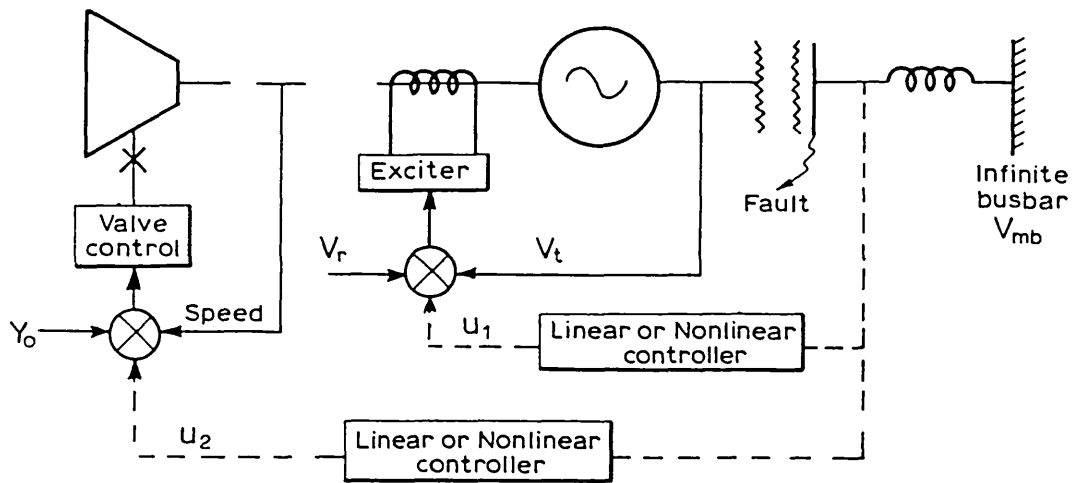 Exciter
Valve
control
V_r
V_t
Fault
Infinite
busbar
V_mb
Y_o
Speed
u_1
Linear or Nonlinear
controller
u_2
Linear or Nonlinear
controller